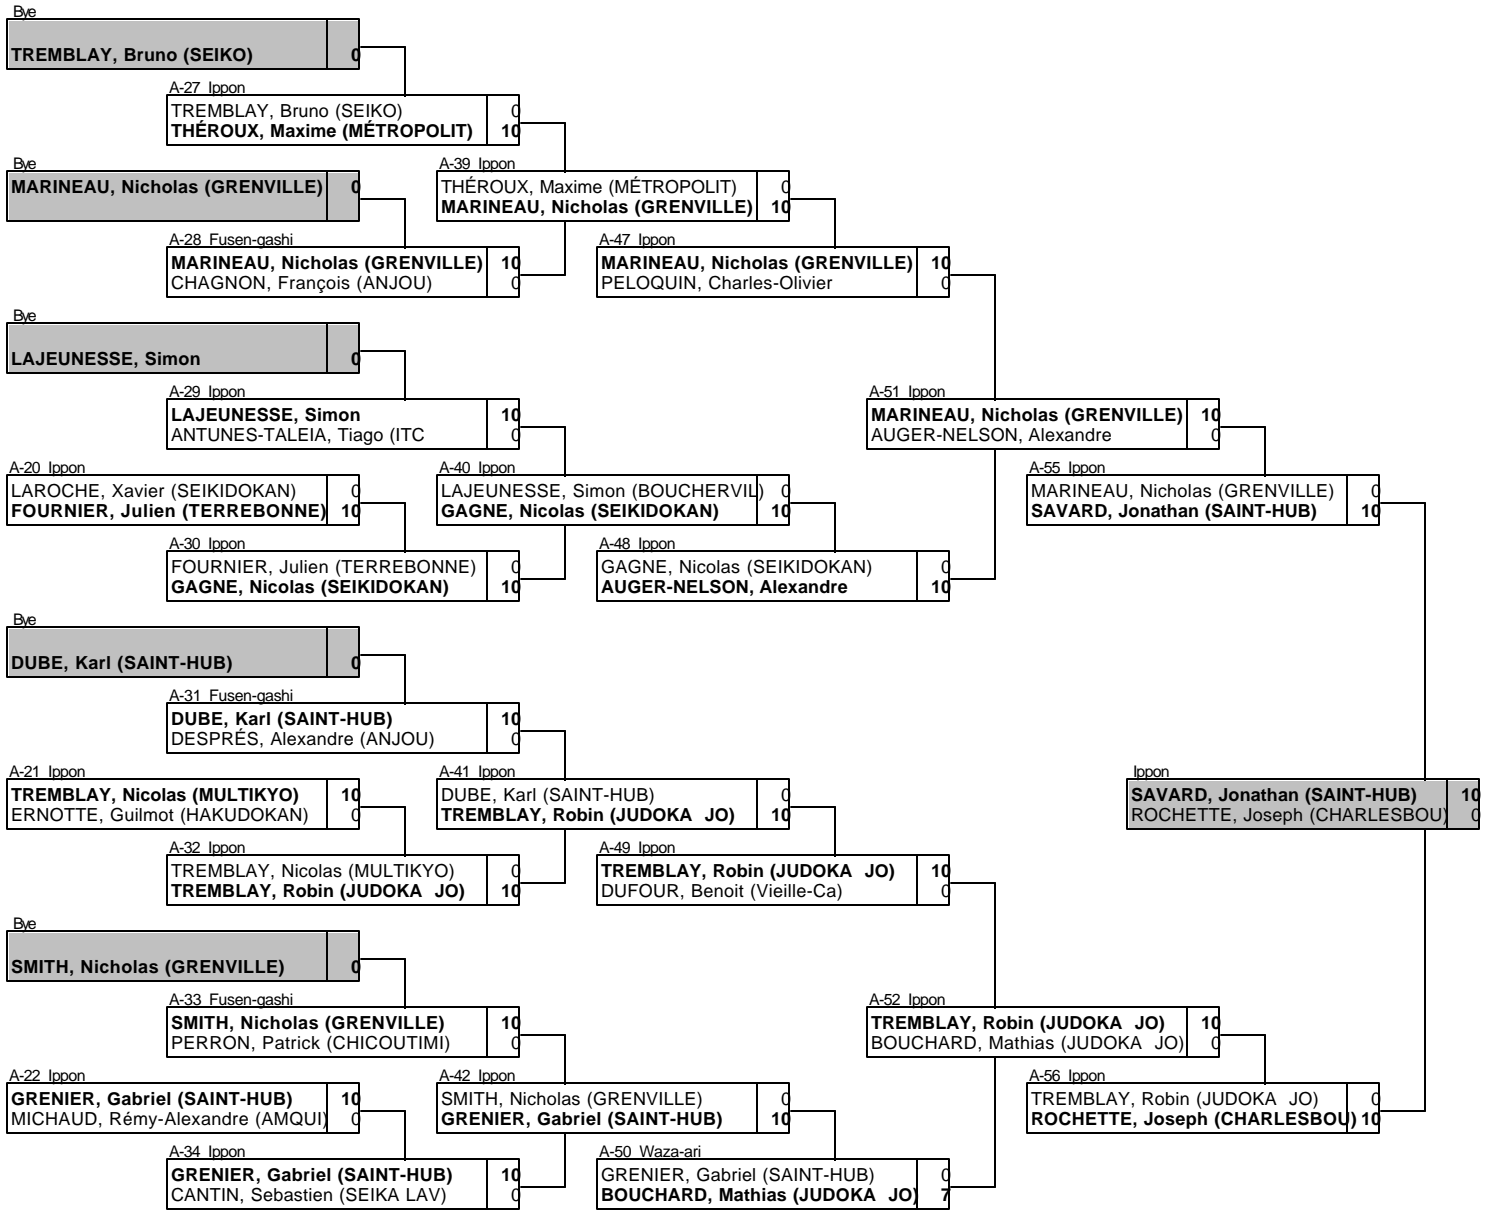 Bye
TREMBLAY, Bruno (SEIKO) 0
A-27 Ippon
TREMBLAY, Bruno (SEIKO) 0
THÉROUX, Maxime (MÉTROPOLIT) 10
Bye
MARINEAU, Nicholas (GRENVILLE) 0
A-39 Ippon
THÉROUX, Maxime (MÉTROPOLIT) 0
MARINEAU, Nicholas (GRENVILLE) 10
A-28 Fusen-gashi
MARINEAU, Nicholas (GRENVILLE) 10
CHAGNON, François (ANJOU) 0
A-47 Ippon
MARINEAU, Nicholas (GRENVILLE) 10
PELOQUIN, Charles-Olivier 0
Bye
LAJEUNESSE, Simon 0
A-29 Ippon
LAJEUNESSE, Simon 10
ANTUNES-TALEIA, Tiago (ITC 0
A-51 Ippon
MARINEAU, Nicholas (GRENVILLE) 10
AUGER-NELSON, Alexandre 0
A-20 Ippon
LAROCHE, Xavier (SEIKIDOKAN) 0
FOURNIER, Julien (TERREBONNE) 10
A-40 Ippon
LAJEUNESSE, Simon (BOUCHERVIL) 0
GAGNE, Nicolas (SEIKIDOKAN) 10
A-55 Ippon
MARINEAU, Nicholas (GRENVILLE) 0
SAVARD, Jonathan (SAINT-HUB) 10
A-30 Ippon
FOURNIER, Julien (TERREBONNE) 0
GAGNE, Nicolas (SEIKIDOKAN) 10
A-48 Ippon
GAGNE, Nicolas (SEIKIDOKAN) 0
AUGER-NELSON, Alexandre 10
Bye
DUBE, Karl (SAINT-HUB) 0
A-31 Fusen-gashi
DUBE, Karl (SAINT-HUB) 10
DESPRÉS, Alexandre (ANJOU) 0
A-21 Ippon
TREMBLAY, Nicolas (MULTIKYO) 10
ERNOTTE, Guilmot (HAKUDOKAN) 0
A-41 Ippon
DUBE, Karl (SAINT-HUB) 0
TREMBLAY, Robin (JUDOKA JO) 10
Ippon
SAVARD, Jonathan (SAINT-HUB) 10
ROCHETTE, Joseph (CHARLESBOU) 0
A-32 Ippon
TREMBLAY, Nicolas (MULTIKYO) 0
TREMBLAY, Robin (JUDOKA JO) 10
A-49 Ippon
TREMBLAY, Robin (JUDOKA JO) 10
DUFOUR, Benoit (Vieille-Ca) 0
Bye
SMITH, Nicholas (GRENVILLE) 0
A-33 Fusen-gashi
SMITH, Nicholas (GRENVILLE) 10
PERRON, Patrick (CHICOUTIMI) 0
A-52 Ippon
TREMBLAY, Robin (JUDOKA JO) 10
BOUCHARD, Mathias (JUDOKA JO) 0
A-22 Ippon
GRENIER, Gabriel (SAINT-HUB) 10
MICHAUD, Rémy-Alexandre (AMQUI) 0
A-42 Ippon
SMITH, Nicholas (GRENVILLE) 0
GRENIER, Gabriel (SAINT-HUB) 10
A-56 Ippon
TREMBLAY, Robin (JUDOKA JO) 0
ROCHETTE, Joseph (CHARLESBOU) 10
A-34 Ippon
GRENIER, Gabriel (SAINT-HUB) 10
CANTIN, Sebastien (SEIKA LAV) 0
A-50 Waza-ari
GRENIER, Gabriel (SAINT-HUB) 0
BOUCHARD, Mathias (JUDOKA JO) 7